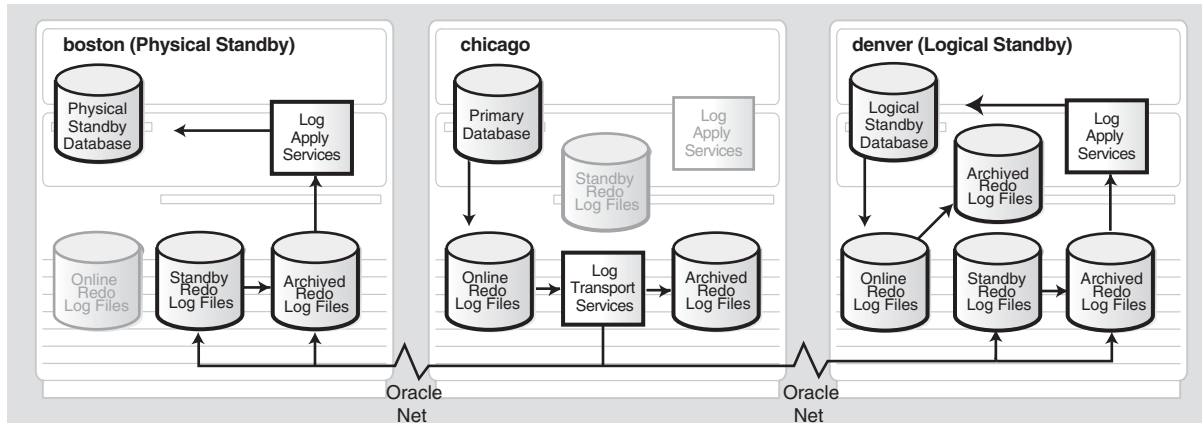 boston (Physical Standby)
Physical
Standby
Database
Log
Apply
Services
Online
Redo
Log Files
Standby
Redo
Log Files
Archived
Redo
Log Files
chicago
Primary
Database
Standby
Redo
Log Files
Log
Apply
Services
Online
Redo
Log Files
Log
Transport
Services
Archived
Redo
Log Files
denver (Logical Standby)
Logical
Standby
Database
Archived
Redo
Log Files
Log
Apply
Services
Online
Redo
Log Files
Standby
Redo
Log Files
Archived
Redo
Log Files
Oracle
Net
Oracle
Net